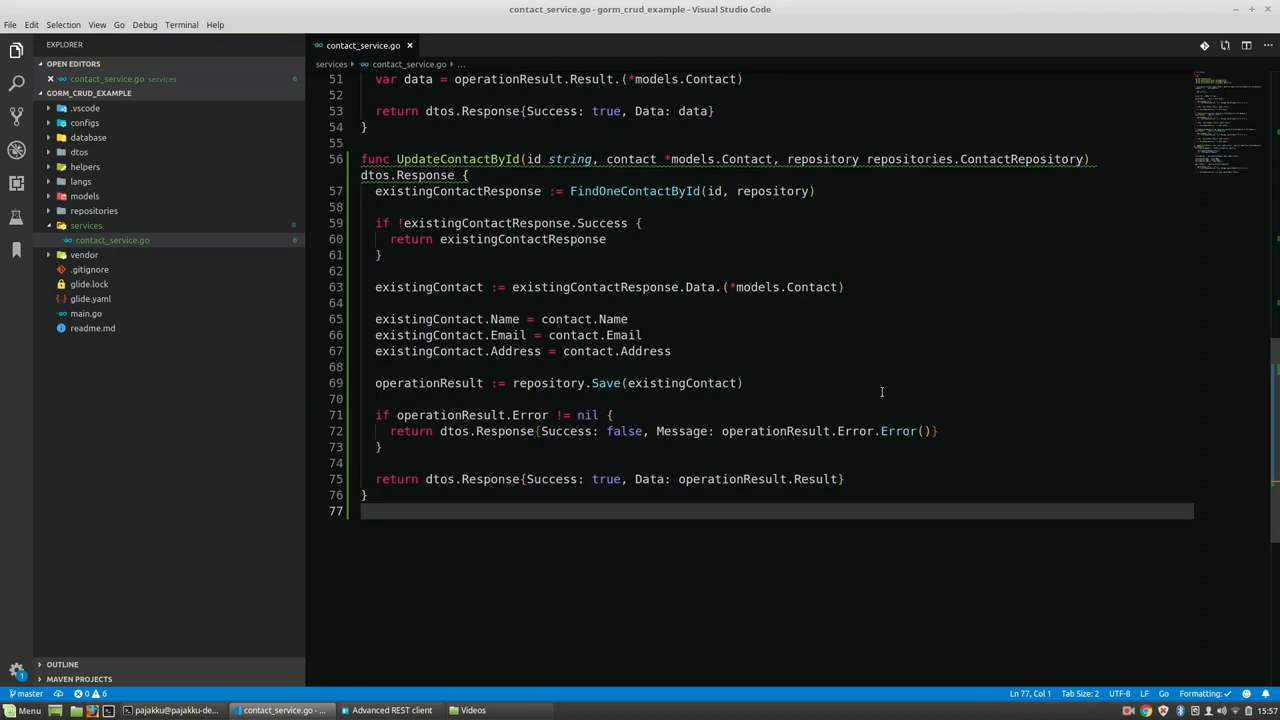 contact_service.go - gorm_crud_example - Visual Studio Code
File Edit Selection View Go Debug Terminal Help
EXPLORER
OPEN EDITORS
contact_service.go services 6
GORM_CRUD_EXAMPLE
.vscode
configs
database
dtos
helpers
langs
models
repositories
services
contact_service.go 6
vendor
.gitignore
glide.lock
glide.yaml
main.go
readme.md
OUTLINE
MAVEN PROJECTS
contact_service.go
services contact_service.go ...
51 var data = operationResult.Result.(*models.Contact)
52
53 return dtos.Response{Success: true, Data: data}
54 }
55
56 func UpdateContactById(id string, contact *models.Contact, repository repositories.ContactRepository)
dtos.Response {
57 existingContactResponse := FindOneContactById(id, repository)
58
59 if !existingContactResponse.Success {
60 return existingContactResponse
61 }
62
63 existingContact := existingContactResponse.Data.(*models.Contact)
64
65 existingContact.Name = contact.Name
66 existingContact.Email = contact.Email
67 existingContact.Address = contact.Address
68
69 operationResult := repository.Save(existingContact)
70
71 if operationResult.Error != nil {
72 return dtos.Response{Success: false, Message: operationResult.Error.Error()}
73 }
74
75 return dtos.Response{Success: true, Data: operationResult.Result}
76 }
77
master 0 6
Ln 77, Col 1 Tab Size: 2 UTF-8 LF Go Formatting: ✓
Menu pajakku@pajakku-de... contact_service.go - ... Advanced REST client Videos 15:57